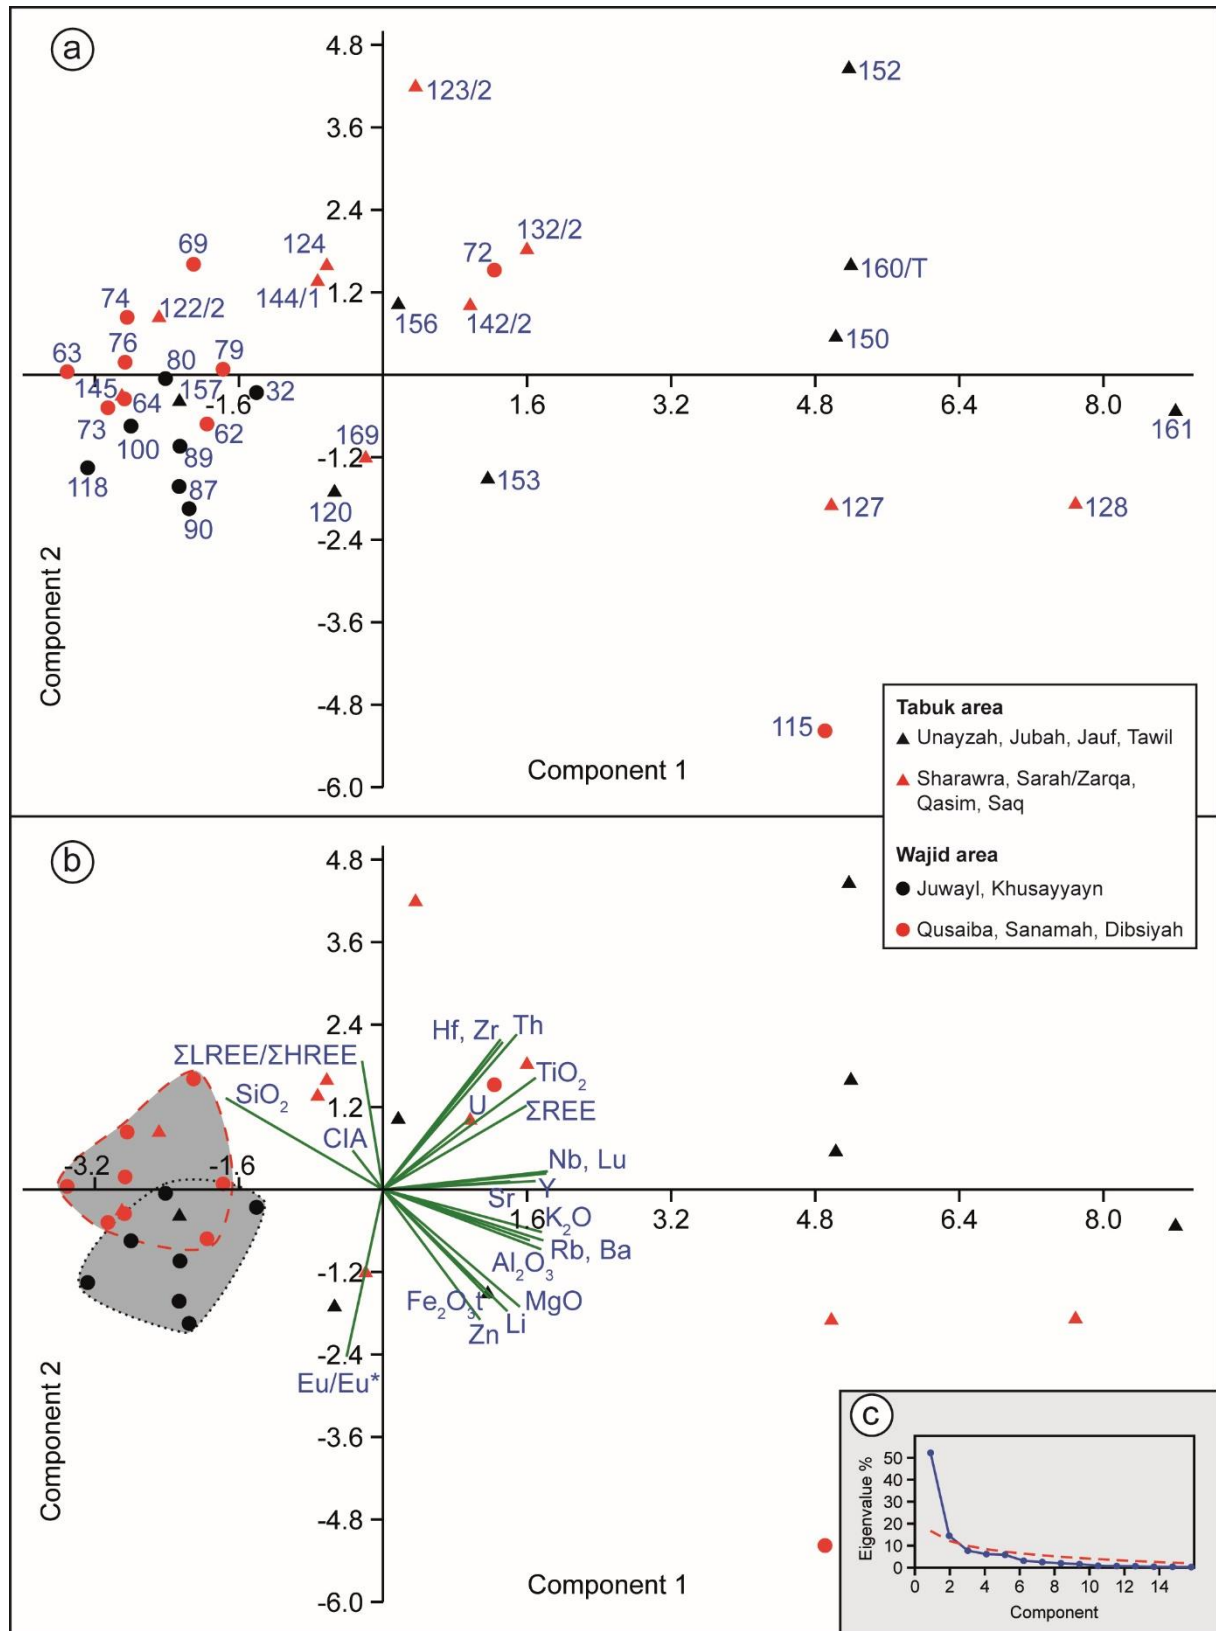 a
4.8
3.6
2.4
1.2
-1.2
-2.4
-3.6
-4.8
-6.0
-1.6
1.6
3.2
4.8
6.4
8.0
Component 2
Component 1
152
123/2
132/2
69
124
72
160/T
144/1
74
122/2
156
142/2
150
76
63
80
79
145
157
32
64
161
73
62
100
169
89
118
87
153
120
127
128
90
115
Tabuk area
Unayzah, Jubah, Jauf, Tawil
Sharawra, Sarah/Zarqa,
Qasim, Saq
Wajid area
Juwayl, Khusayyayn
Qusaiba, Sanamah, Dibsiyah
b
4.8
3.6
2.4
1.2
-1.2
-2.4
-3.6
-4.8
-6.0
-3.2
-1.6
1.6
3.2
4.8
6.4
8.0
Component 2
Component 1
Hf, Zr
Th
ΣLREE/ΣHREE
TiO₂
SiO₂
U
ΣREE
CIA
Nb, Lu
Sr
Y
K₂O
Rb, Ba
Al₂O₃
Fe₂O₃t
MgO
Li
Zn
Eu/Eu*
c
Eigenvalue %
50
40
30
20
10
0
0
2
4
6
8
10
12
14
Component